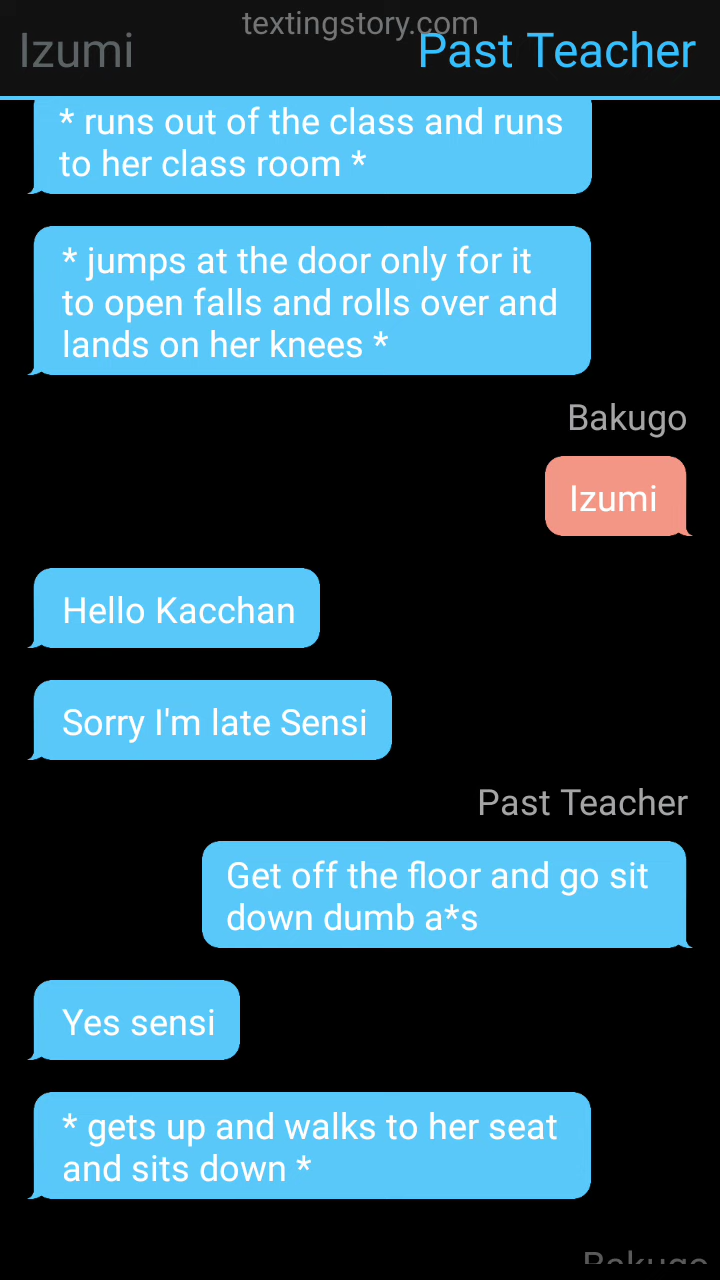 textingstory.com
Izumi
Past Teacher
* runs out of the class and runs
to her class room *
* jumps at the door only for it
to open falls and rolls over and
lands on her knees *
Bakugo
Izumi
Hello Kacchan
Sorry I'm late Sensi
Past Teacher
Get off the floor and go sit
down dumb a*s
Yes sensi
* gets up and walks to her seat
and sits down *
Bakugo